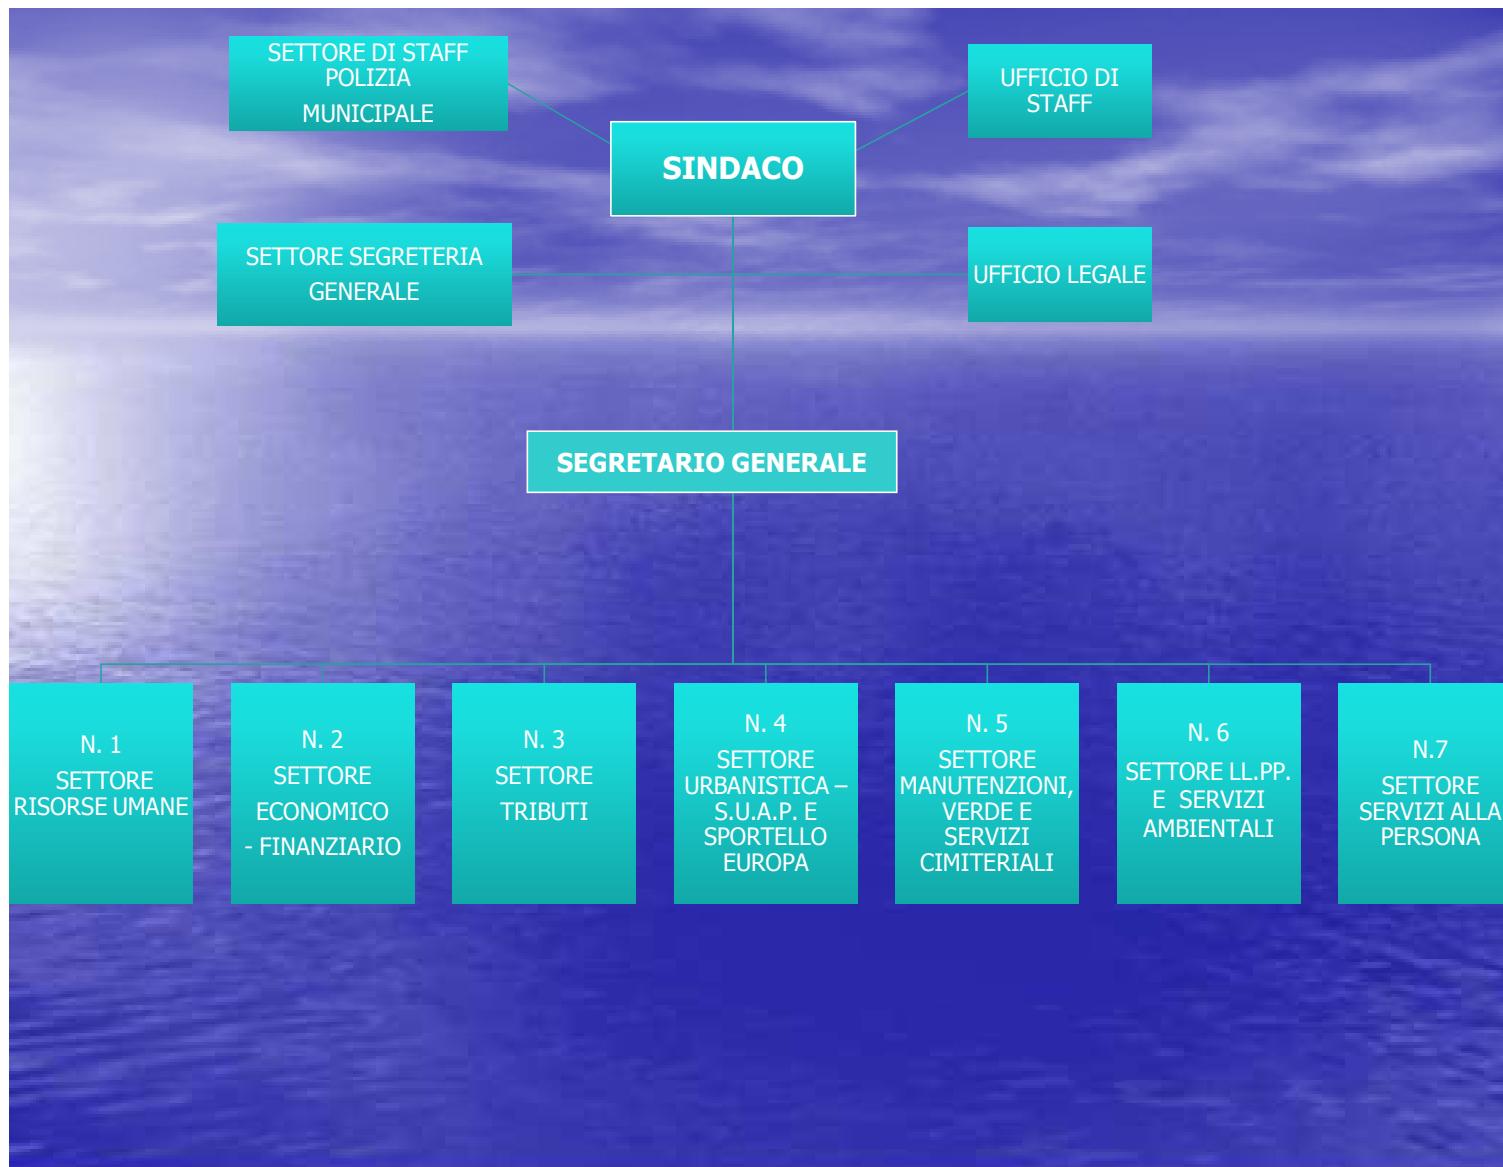 SETTORE DI STAFF
POLIZIA
MUNICIPALE
UFFICIO DI
STAFF
SINDACO
SETTORE SEGRETERIA
GENERALE
UFFICIO LEGALE
SEGRETARIO GENERALE
N. 1
SETTORE
RISORSE UMANE
N. 2
SETTORE
ECONOMICO
- FINANZIARIO
N. 3
SETTORE
TRIBUTI
N. 4
SETTORE
URBANISTICA –
S.U.A.P. E
SPORTELLO
EUROPA
N. 5
SETTORE
MANUTENZIONI,
VERDE E
SERVIZI
CIMITERIALI
N. 6
SETTORE LL.PP.
E SERVIZI
AMBIENTALI
N.7
SETTORE
SERVIZI ALLA
PERSONA